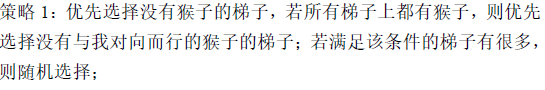 策略 1：优先选择没有猴子的梯子，若所有梯子上都有猴子，则优先
选择没有与我对向而行的猴子的梯子；若满足该条件的梯子有很多，
则随机选择；